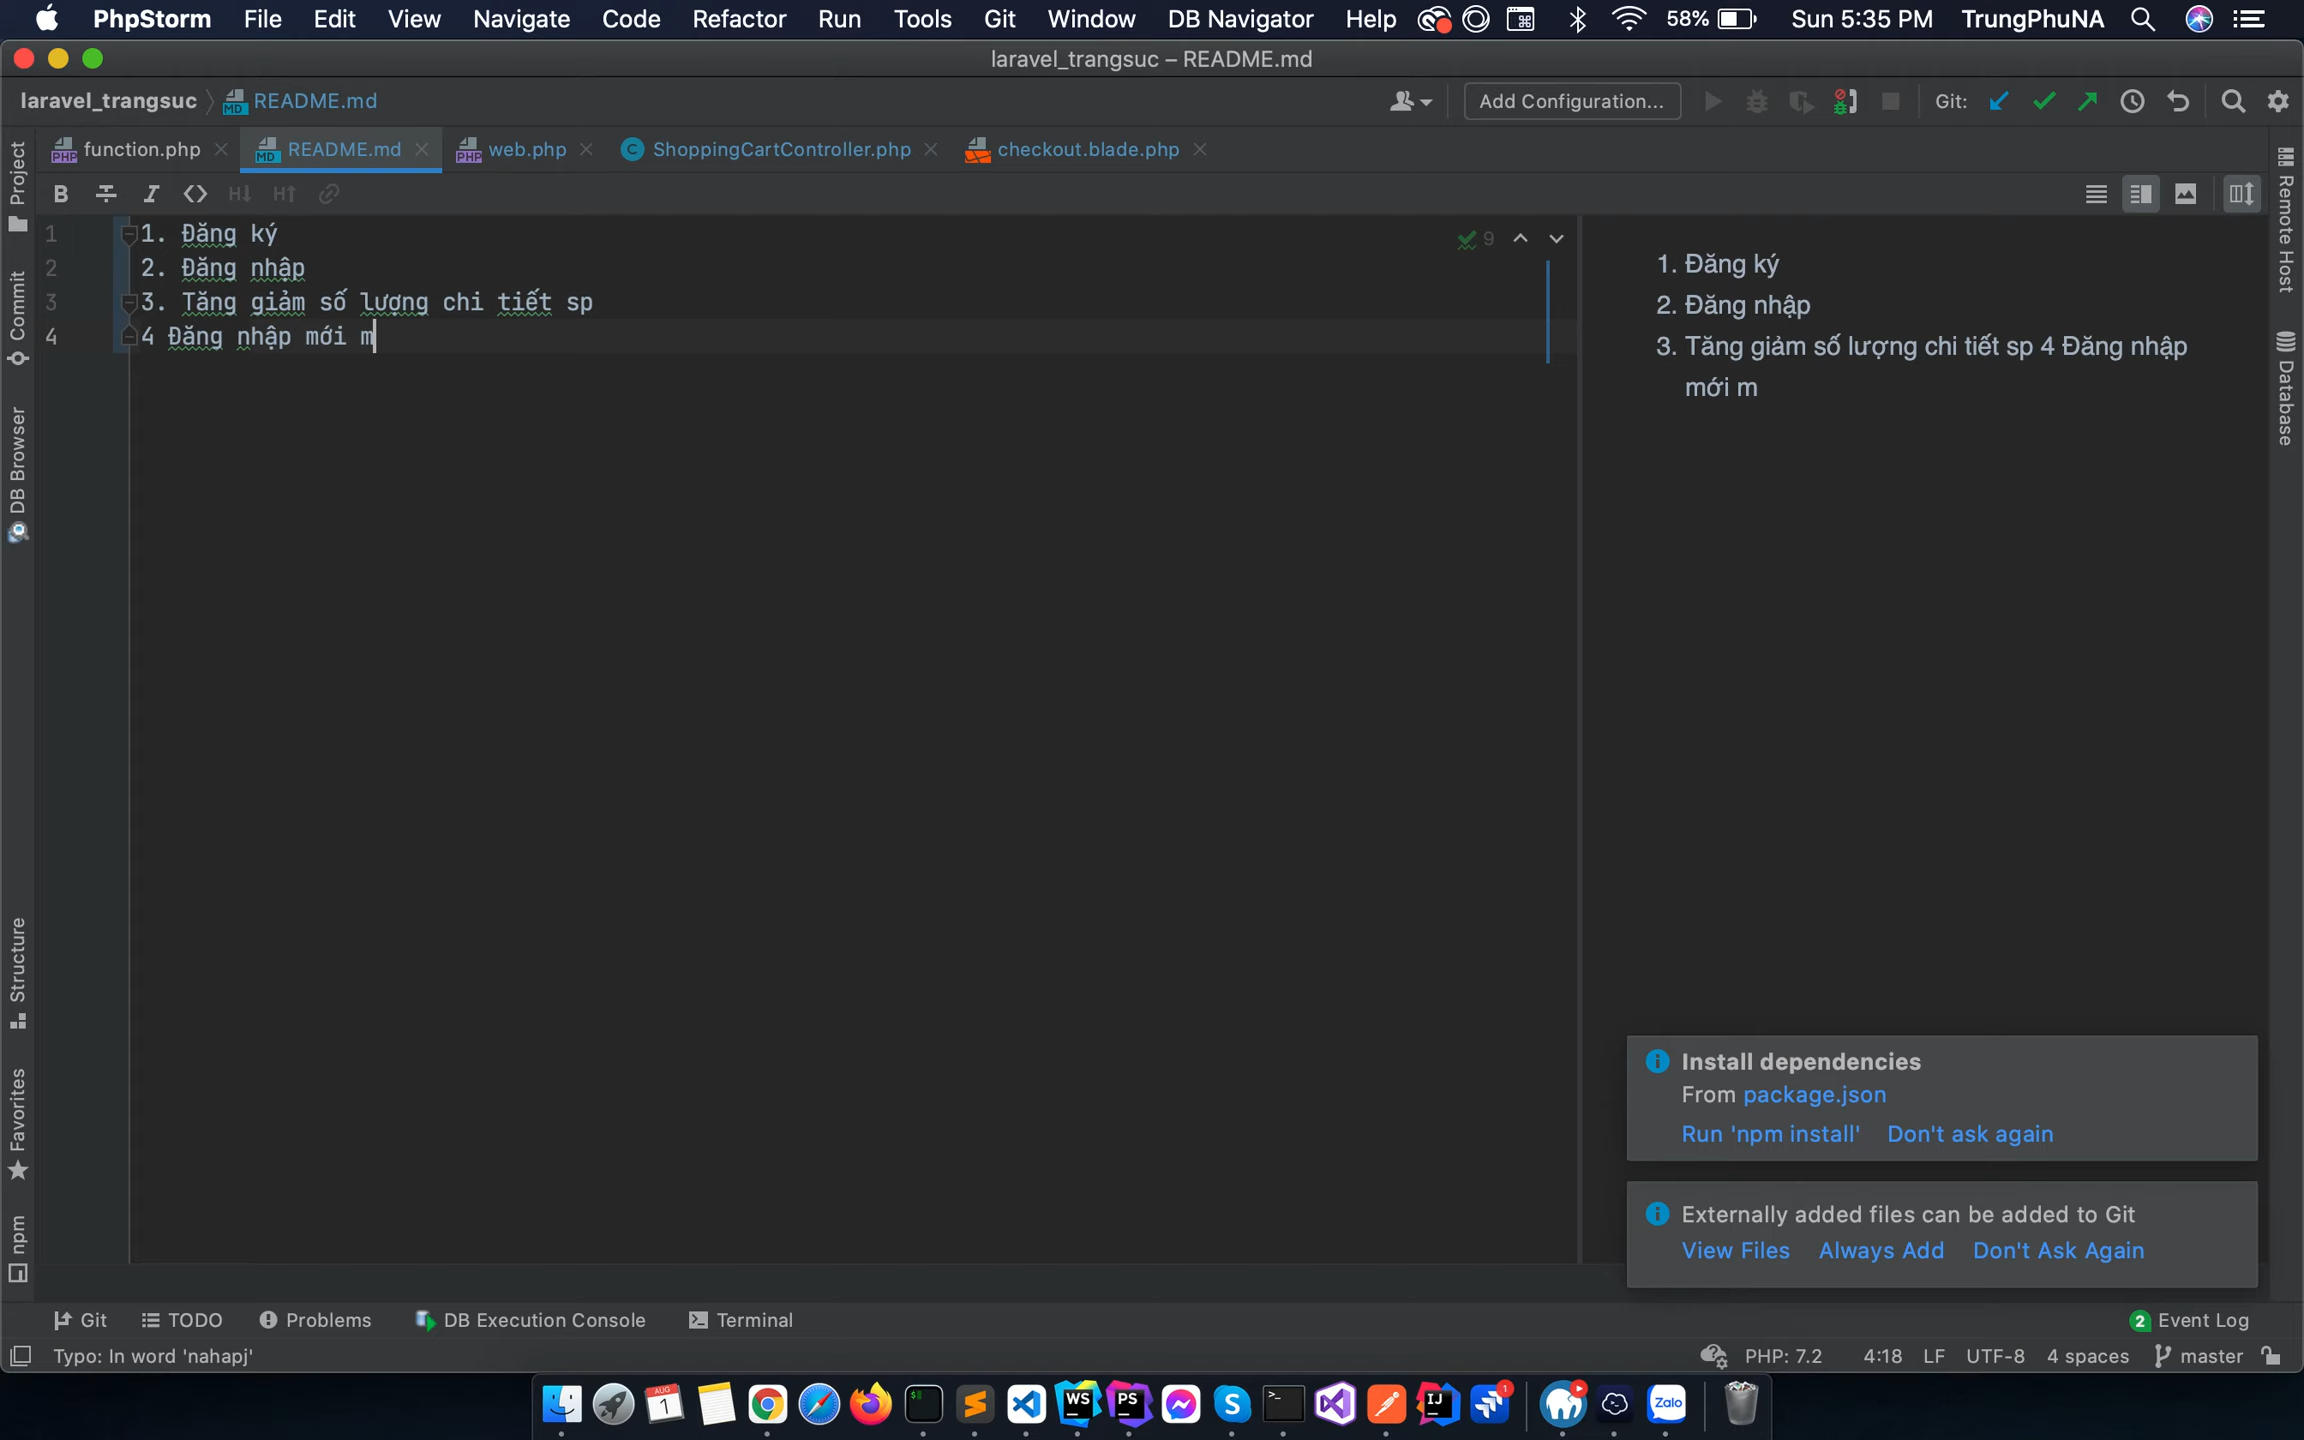 PhpStorm File Edit View Navigate Code Refactor Run Tools Git Window DB Navigator Help 58% Sun 5:35 PM TrungPhuNA
laravel_trangsuc – README.md
laravel_trangsuc README.md Add Configuration... Git:
function.php README.md web.php ShoppingCartController.php checkout.blade.php
B I <> H↓ H↑
1 1. Đăng ký
2 2. Đăng nhập
3 3. Tăng giảm số lượng chi tiết sp
4 4 Đăng nhập mới m
9
1. Đăng ký
2. Đăng nhập
3. Tăng giảm số lượng chi tiết sp 4 Đăng nhập
mới m
Project
Commit
DB Browser
Structure
Favorites
npm
Remote Host
Database
Install dependencies
From package.json
Run 'npm install' Don't ask again
Externally added files can be added to Git
View Files Always Add Don't Ask Again
Git TODO Problems DB Execution Console Terminal 2 Event Log
Typo: In word 'nahapj' PHP: 7.2 4:18 LF UTF-8 4 spaces master
AUG 1 $ WS PS S >_ IJ 1 Zalo